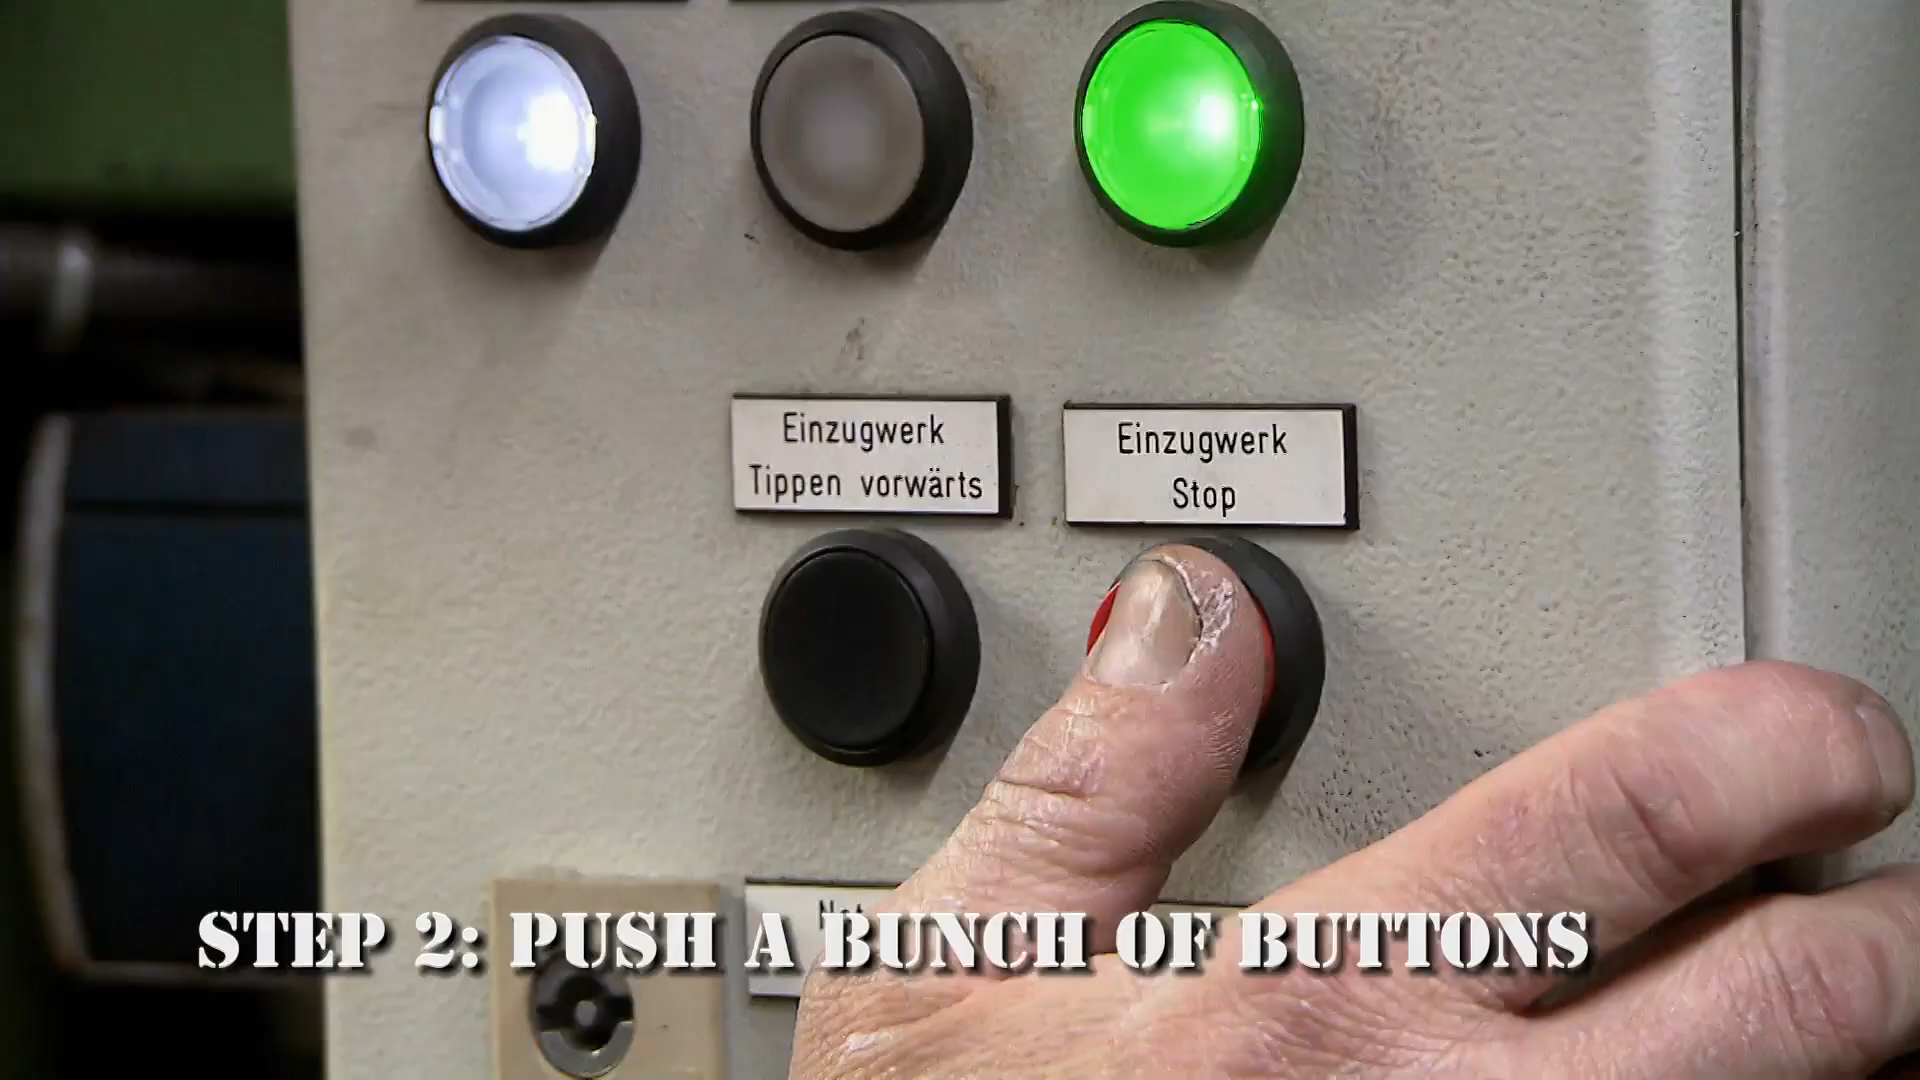 Einzugwerk
Tippen vorwärts
Einzugwerk
Stop
STEP 2: PUSH A BUNCH OF BUTTONS